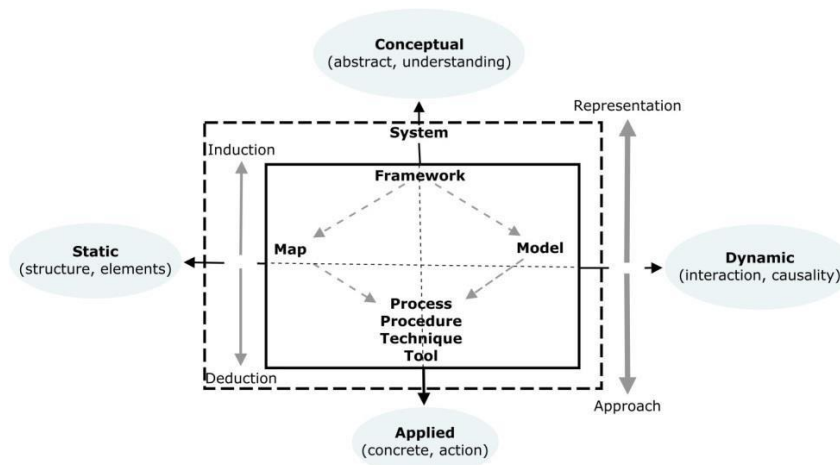 Conceptual
(abstract, understanding)
Representation
System
Induction
Framework
Static
(structure, elements)
Map
Model
Dynamic
(interaction, causality)
Process
Procedure
Technique
Tool
Deduction
Approach
Applied
(concrete, action)